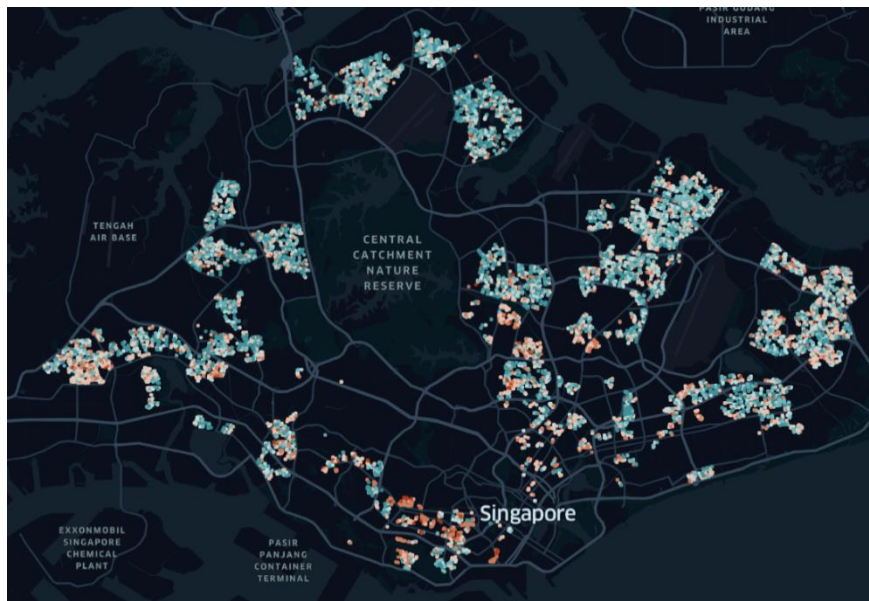 PASIR GUDANG
INDUSTRIAL
AREA
TENGAH
AIR BASE
CENTRAL
CATCHMENT
NATURE
RESERVE
Singapore
EXXONMOBIL
SINGAPORE
CHEMICAL
PLANT
PASIR
PANJANG
CONTAINER
TERMINAL